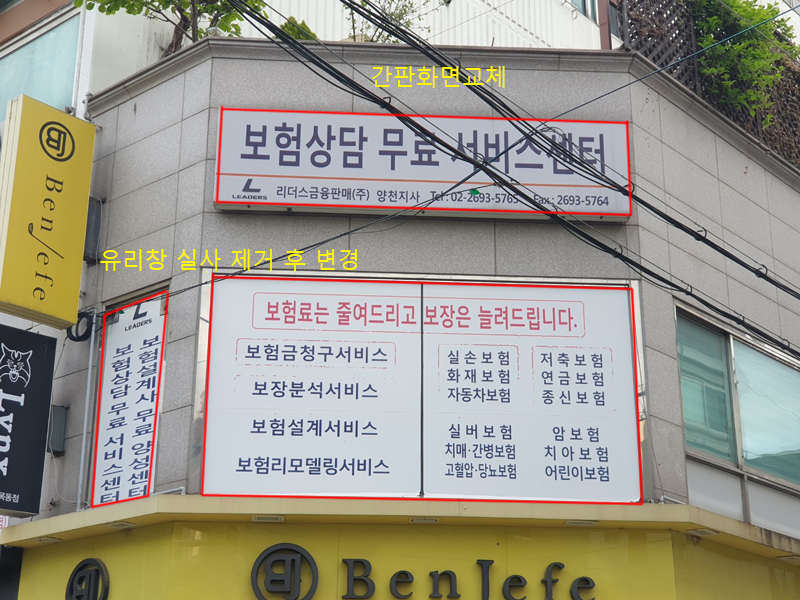 간판화면교체
보험상담 무료 서비스센터
LEADERS 리더스금융판매(주) 양천지사 Tel : 02-2693-5765 Fax : 2693-5764
유리창 실사 제거 후 변경
BJ
Ben Jefe
LEADERS
보험설계사 무료 양성센터
보험상담 무료 서비스센터
보험료는 줄여드리고 보장은 늘려드립니다.
보험금청구서비스
보장분석서비스
보험설계서비스
보험리모델링서비스
실손보험
화재보험
자동차보험
실버보험
치매·간병보험
고혈압·당뇨보험
저축보험
연금보험
종신보험
암보험
치아보험
어린이보험
목동점
BJ
BJ BenJefe